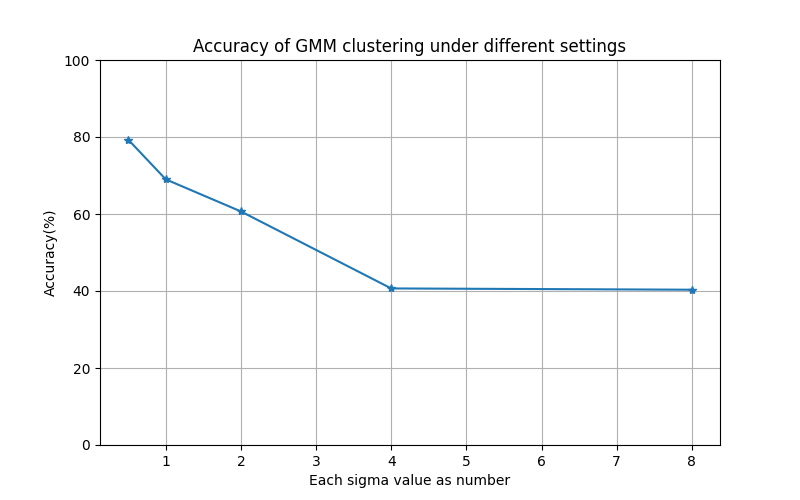 Accuracy of GMM clustering under different settings
100
80
60
40
20
0
Accuracy(%)
1 2 3 4 5 6 7 8
Each sigma value as number